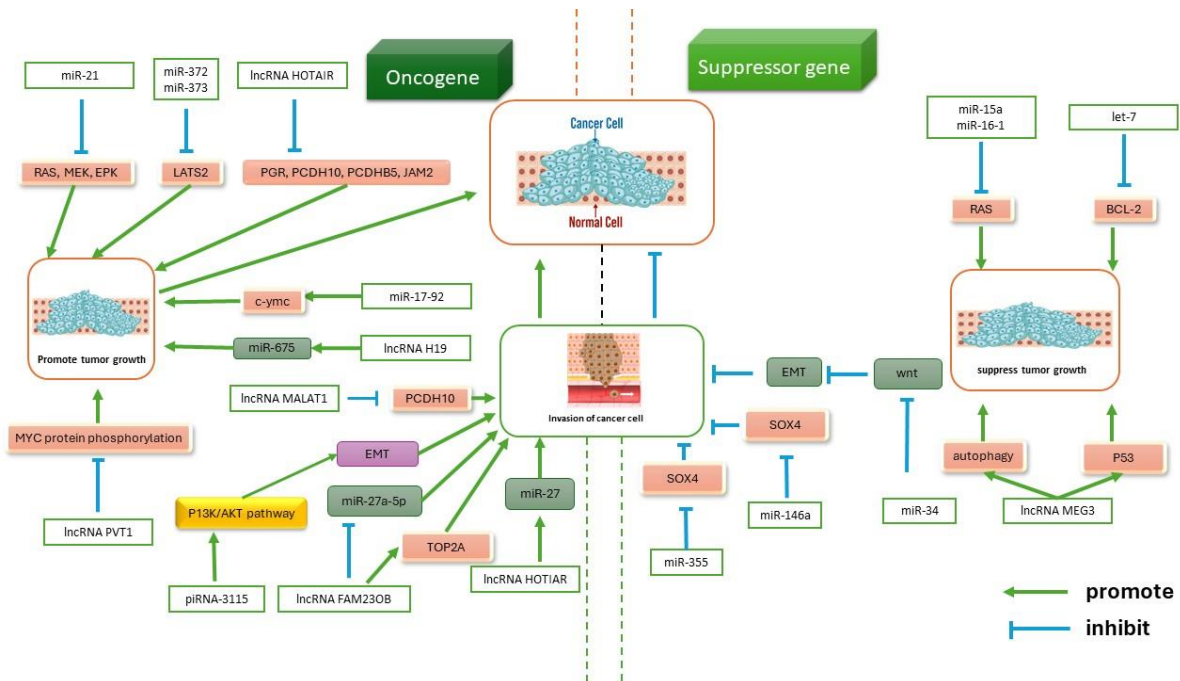 Oncogene
Suppressor gene
miR-21
miR-372
miR-373
lncRNA HOTAIR
RAS, MEK, EPK
LATS2
PGR, PCDH10, PCDHB5, JAM2
Cancer Cell
Normal Cell
miR-15a
miR-16-1
let-7
RAS
BCL-2
Promote tumor growth
c-ymc
miR-17-92
miR-675
lncRNA H19
lncRNA MALAT1
PCDH10
Invasion of cancer cell
EMT
wnt
suppress tumor growth
SOX4
SOX4
MYC protein phosphorylation
EMT
autophagy
P53
P13K/AKT pathway
miR-27a-5p
miR-27
lncRNA PVT1
TOP2A
miR-146a
miR-34
lncRNA MEG3
miR-355
piRNA-3115
lncRNA FAM23OB
lncRNA HOTIAR
promote
inhibit